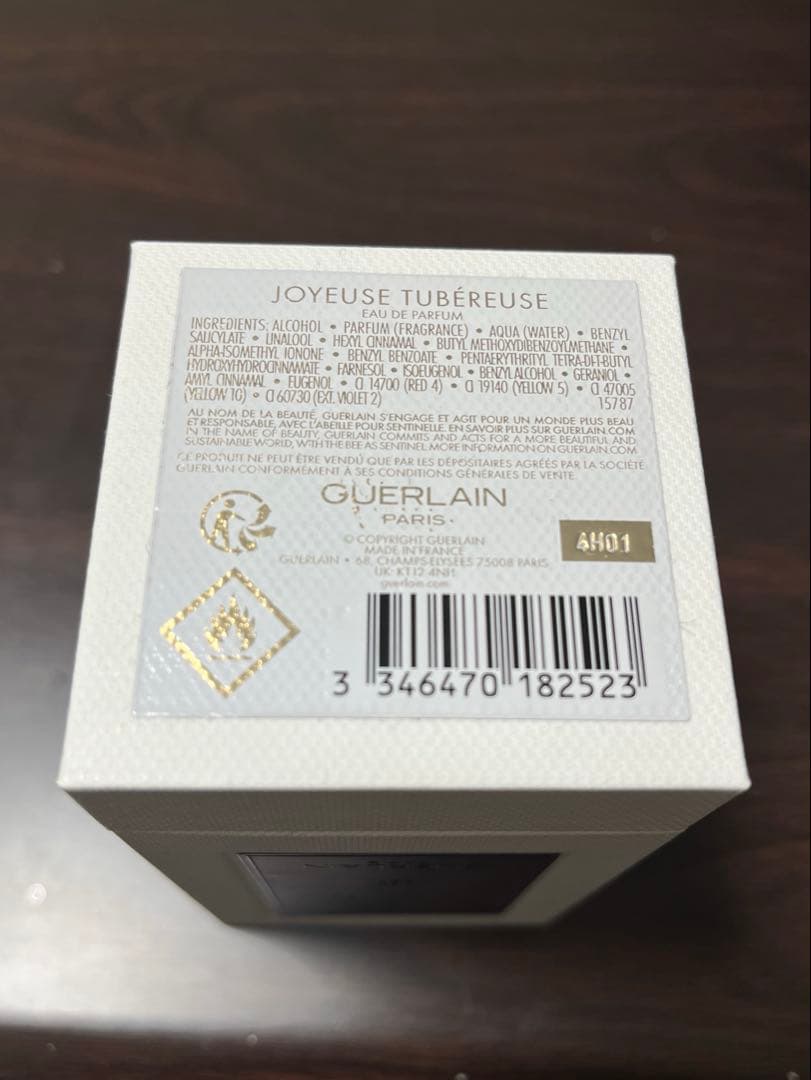 JOYEUSE TUBÉREUSE
EAU DE PARFUM
INGREDIENTS: ALCOHOL • PARFUM (FRAGRANCE) • AQUA (WATER) • BENZYL
SALICYLATE • LINALOOL • HEXYL CINNAMAL • BUTYL METHOXYDIBENZOYLMETHANE •
ALPHA-ISOMETHYL IONONE • BENZYL BENZOATE • PENTAERYTHRITYL TETRA-DI-T-BUTYL
HYDROXYHYDROCINNAMATE • FARNESOL • ISOEUGENOL • BENZYL ALCOHOL • GERANIOL •
AMYL CINNAMAL • EUGENOL • CI 14700 (RED 4) • CI 19140 (YELLOW 5) • CI 47005
(YELLOW 10) • CI 60730 (EXT. VIOLET 2) 15787
AU NOM DE LA BEAUTÉ, GUERLAIN S'ENGAGE ET AGIT POUR UN MONDE PLUS BEAU
ET RESPONSABLE, AVEC L'ABEILLE POUR SENTINELLE. EN SAVOIR PLUS SUR GUERLAIN.COM
IN THE NAME OF BEAUTY, GUERLAIN COMMITS AND ACTS FOR A MORE BEAUTIFUL AND
SUSTAINABLE WORLD, WITH THE BEE AS SENTINEL. MORE INFORMATION ON GUERLAIN.COM
CE PRODUIT NE PEUT ÊTRE VENDU QUE PAR LES DÉPOSITAIRES AGRÉÉS PAR LA SOCIÉTÉ
GUERLAIN CONFORMÉMENT À SES CONDITIONS GÉNÉRALES DE VENTE.
GUERLAIN
PARIS
4H01
© COPYRIGHT GUERLAIN
MADE IN FRANCE
GUERLAIN • 68, CHAMPS-ELYSÉES 75008 PARIS
UK: KT12 4NH
guerlain.com
3 346470 182523